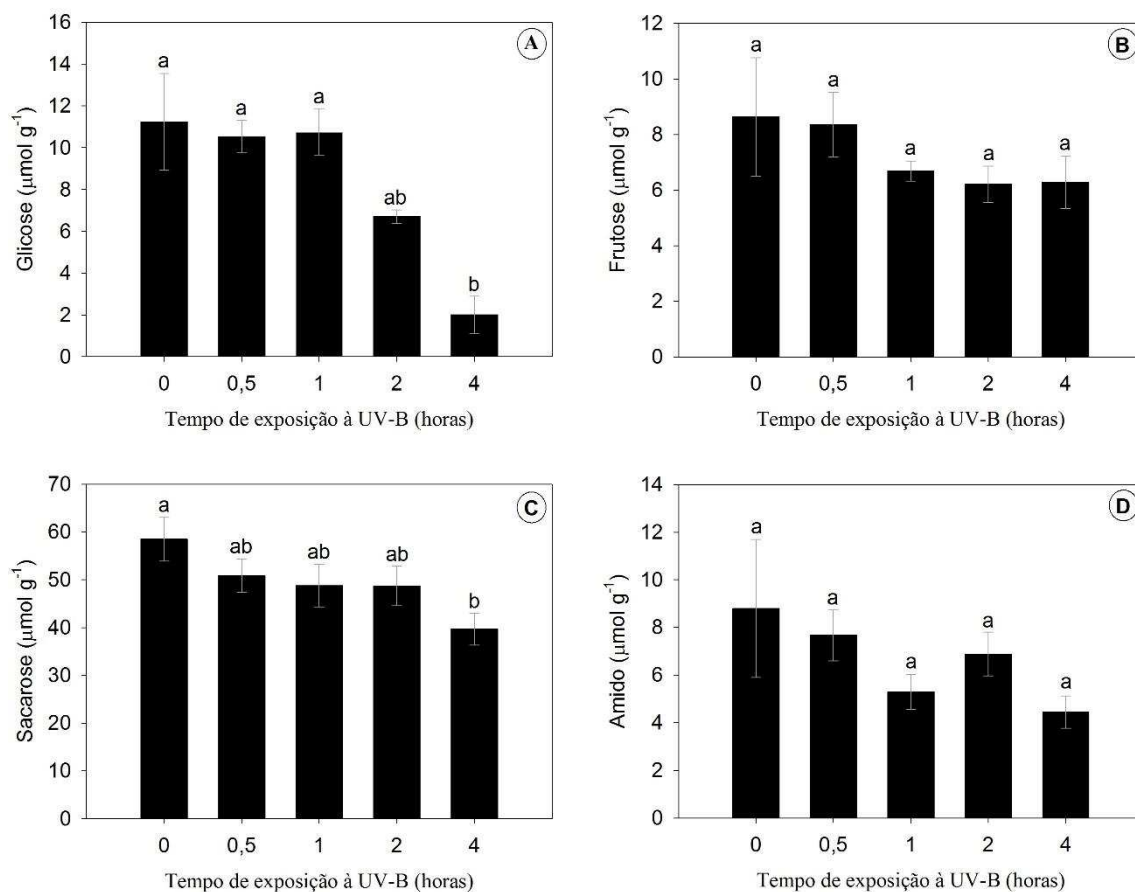 A
Glicose (μmol g⁻¹)
16
14
12
10
8
6
4
2
0
a
a
a
ab
b
0
0,5
1
2
4
Tempo de exposição à UV-B (horas)
B
Frutose (μmol g⁻¹)
12
10
8
6
4
2
0
a
a
a
a
a
0
0,5
1
2
4
Tempo de exposição à UV-B (horas)
C
Sacarose (μmol g⁻¹)
70
60
50
40
30
20
10
0
a
ab
ab
ab
b
0
0,5
1
2
4
Tempo de exposição à UV-B (horas)
D
Amido (μmol g⁻¹)
14
12
10
8
6
4
2
0
a
a
a
a
a
0
0,5
1
2
4
Tempo de exposição à UV-B (horas)